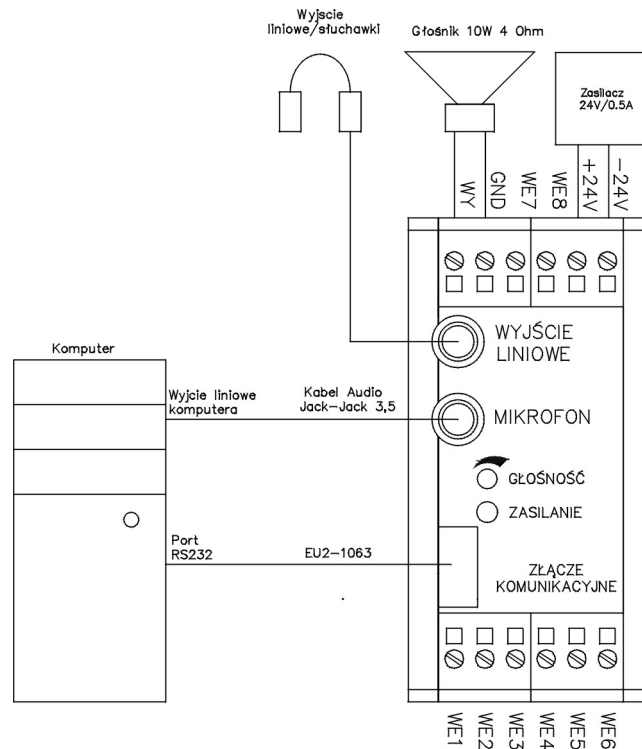 Wyjscie
liniowe/słuchawki
Głośnik 10W 4 Ohm
Zasilacz
24V/0.5A
WY
GND
WE7
WE8
+24V
-24V
WYJŚCIE
LINIOWE
Komputer
Wyjcie liniowe
komputera
Kabel Audio
Jack-Jack 3,5
MIKROFON
GŁOŚNOŚĆ
ZASILANIE
Port
RS232
EU2-1063
ZŁĄCZE
KOMUNIKACYJNE
WE1
WE2
WE3
WE4
WE5
WE6